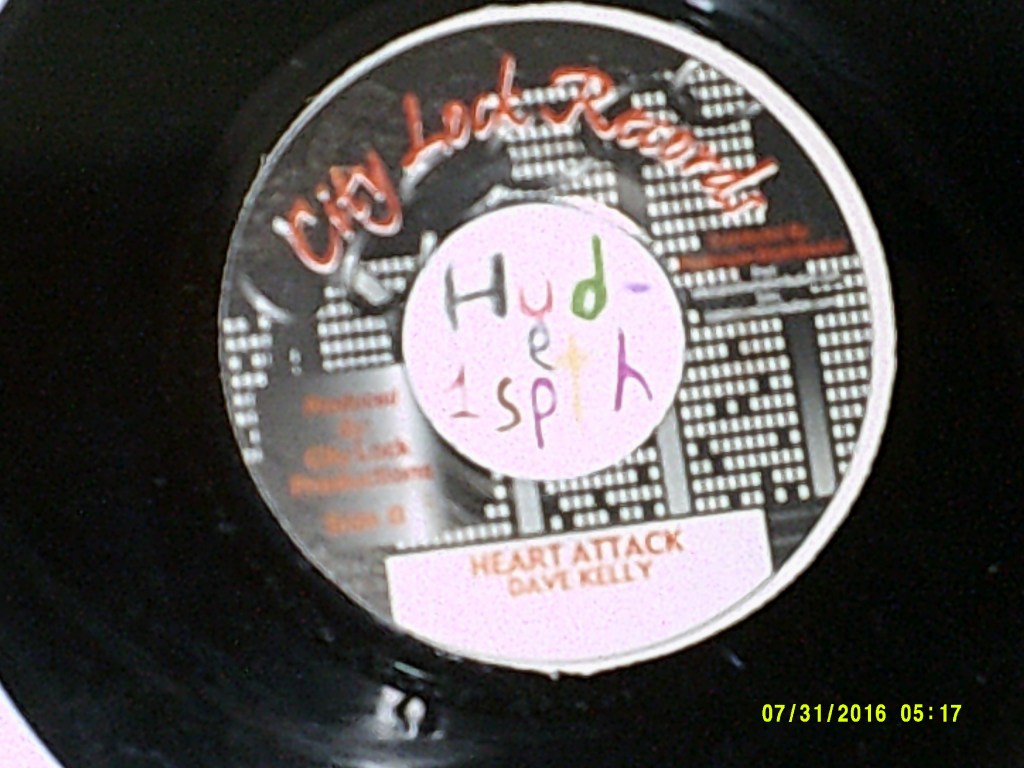 City Lock Records
Hud-
e
1spth
Produced
By
City Lock
Productions
Side B
HEART ATTACK
DAVE KELLY
07/31/2016 05:17